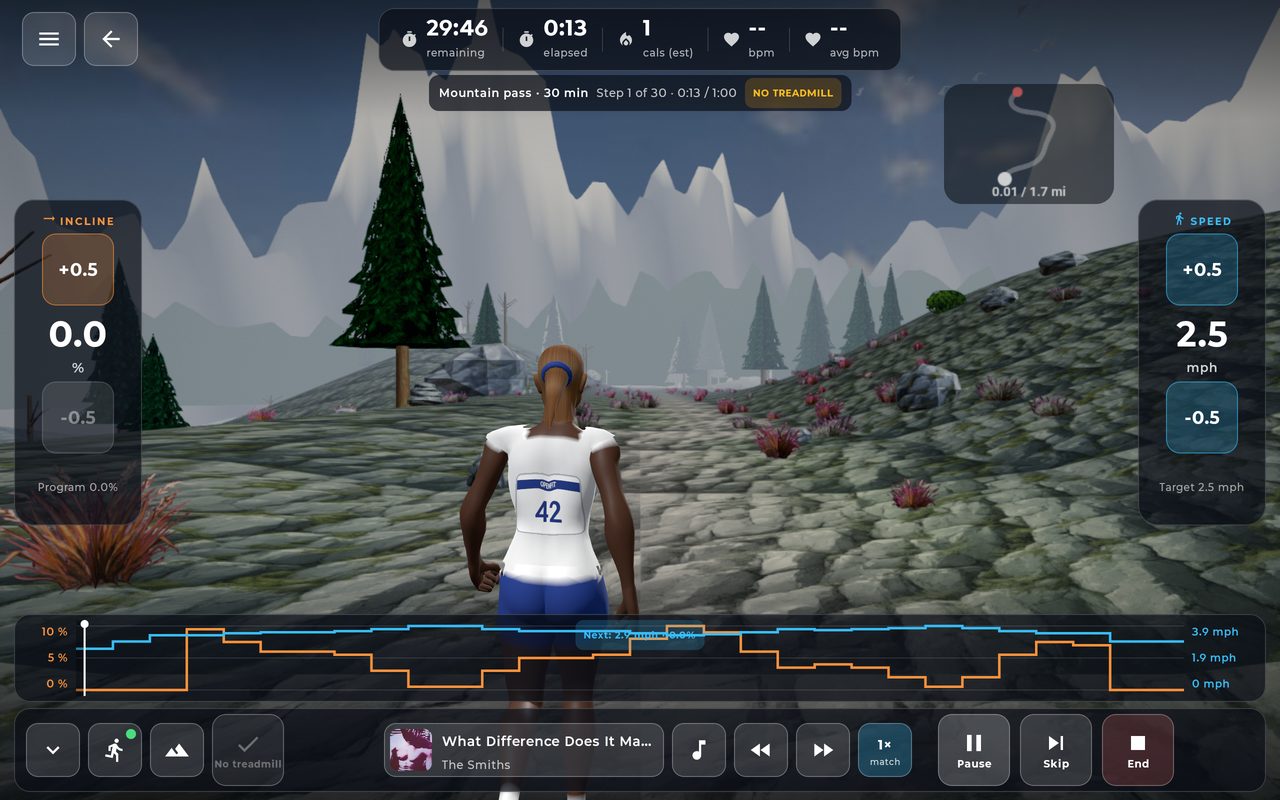 29:46
remaining
0:13
elapsed
1
cals (est)
--
bpm
--
avg bpm
Mountain pass · 30 min Step 1 of 30 · 0:13 / 1:00 NO TREADMILL
0.01 / 1.7 mi
INCLINE
+0.5
0.0
%
-0.5
Program 0.0%
SPEED
+0.5
2.5
mph
-0.5
Target 2.5 mph
42
10 %
5 %
0 %
Next: 2.9 mph
3.9 mph
1.9 mph
0 mph
No treadmill
What Difference Does It Ma...
The Smiths
1×
match
Pause
Skip
End